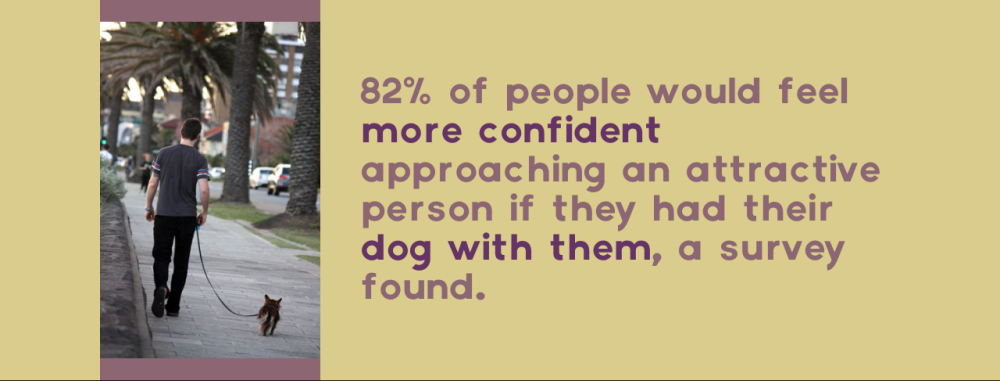 82% of people would feel
more confident
approaching an attractive
person if they had their
dog with them, a survey
found.